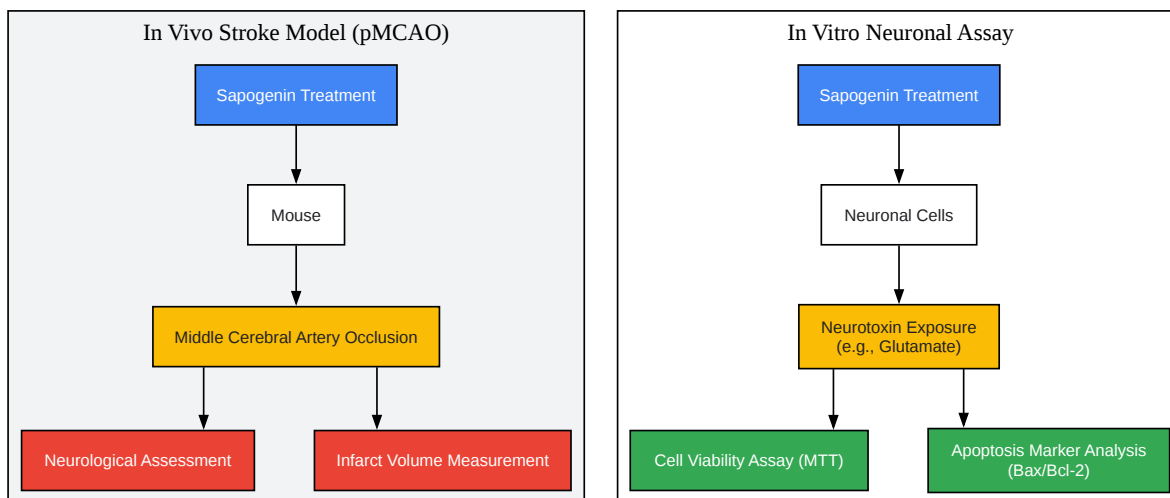 In Vivo Stroke Model (pMCAO)
Sapogenin Treatment
Mouse
Middle Cerebral Artery Occlusion
Neurological Assessment
Infarct Volume Measurement
In Vitro Neuronal Assay
Sapogenin Treatment
Neuronal Cells
Neurotoxin Exposure
(e.g., Glutamate)
Cell Viability Assay (MTT)
Apoptosis Marker Analysis
(Bax/Bcl-2)